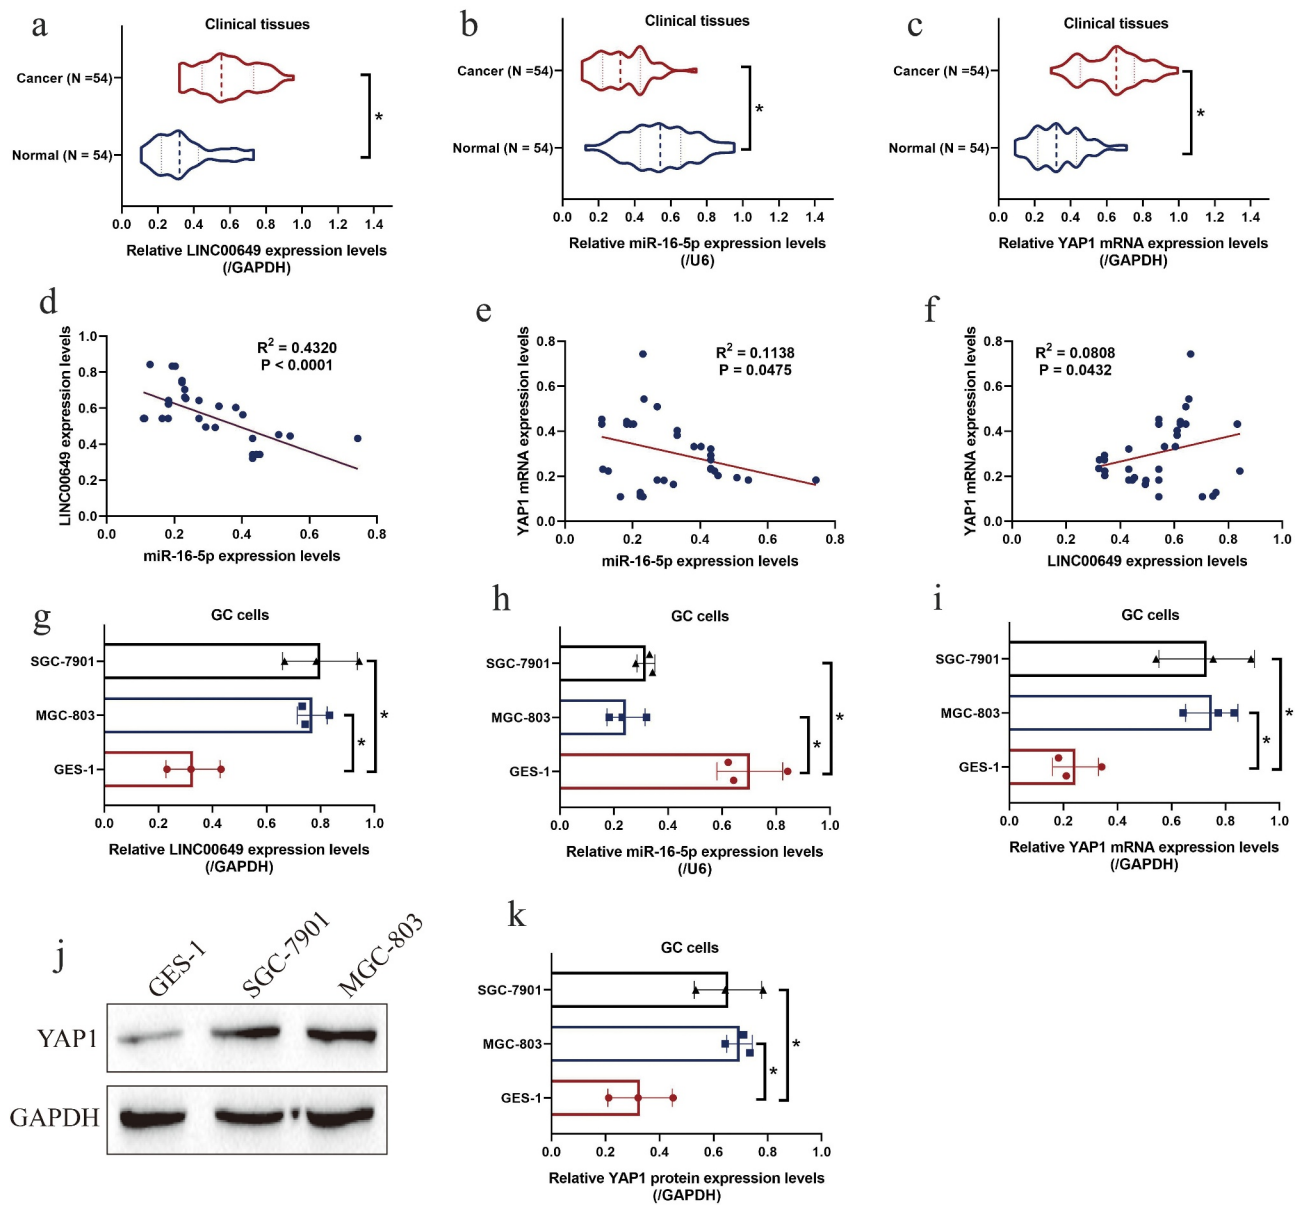 a
Clinical tissues
Cancer (N =54)
Normal (N = 54)
*
0.0 0.2 0.4 0.6 0.8 1.0 1.2 1.4
Relative LINC00649 expression levels
(/GAPDH)
b
Clinical tissues
Cancer (N =54)
Normal (N = 54)
*
0.0 0.2 0.4 0.6 0.8 1.0 1.2 1.4
Relative miR-16-5p expression levels
(/U6)
c
Clinical tissues
Cancer (N =54)
Normal (N = 54)
*
0.0 0.2 0.4 0.6 0.8 1.0 1.2 1.4
Relative YAP1 mRNA expression levels
(/GAPDH)
d
LINC00649 expression levels
1.0
0.8
0.6
0.4
0.2
0.0
R² = 0.4320
P < 0.0001
0.0 0.2 0.4 0.6 0.8
miR-16-5p expression levels
e
YAP1 mRNA expression levels
0.8
0.6
0.4
0.2
0.0
R² = 0.1138
P = 0.0475
0.0 0.2 0.4 0.6 0.8
miR-16-5p expression levels
f
YAP1 mRNA expression levels
0.8
0.6
0.4
0.2
0.0
R² = 0.0808
P = 0.0432
0.0 0.2 0.4 0.6 0.8 1.0
LINC00649 expression levels
g
GC cells
SGC-7901
MGC-803
GES-1
*
*
0.0 0.2 0.4 0.6 0.8 1.0
Relative LINC00649 expression levels
(/GAPDH)
h
GC cells
SGC-7901
MGC-803
GES-1
*
*
0.0 0.2 0.4 0.6 0.8 1.0
Relative miR-16-5p expression levels
(/U6)
i
GC cells
SGC-7901
MGC-803
GES-1
*
*
0.0 0.2 0.4 0.6 0.8 1.0
Relative YAP1 mRNA expression levels
(/GAPDH)
j
GES-1 SGC-7901 MGC-803
YAP1
GAPDH
k
GC cells
SGC-7901
MGC-803
GES-1
*
*
0.0 0.2 0.4 0.6 0.8 1.0
Relative YAP1 protein expression levels
(/GAPDH)